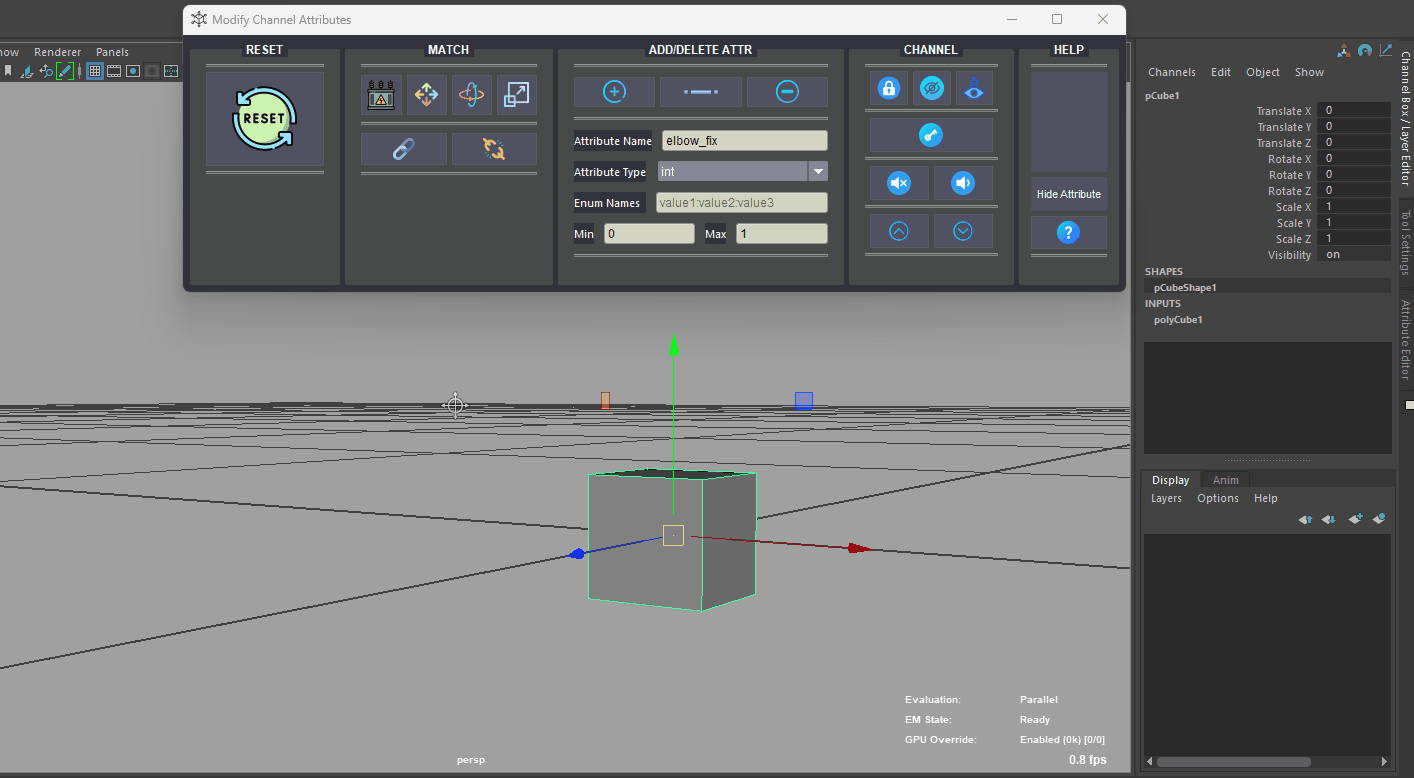 Modify Channel Attributes
RESET
RESET
MATCH
ADD/DELETE ATTR
Attribute Name elbow_fix
Attribute Type int
Enum Names value1:value2:value3
Min 0 Max 1
CHANNEL
HELP
Hide Attribute
?
Renderer Panels
Channels Edit Object Show
pCube1
Translate X 0
Translate Y 0
Translate Z 0
Rotate X 0
Rotate Y 0
Rotate Z 0
Scale X 1
Scale Y 1
Scale Z 1
Visibility on
SHAPES
pCubeShape1
INPUTS
polyCube1
Channel Box / Layer Editor
Tool Settings
Attribute Editor
Display Anim
Layers Options Help
Evaluation: Parallel
EM State: Ready
GPU Override: Enabled (0k) [0/0]
persp
0.8 fps